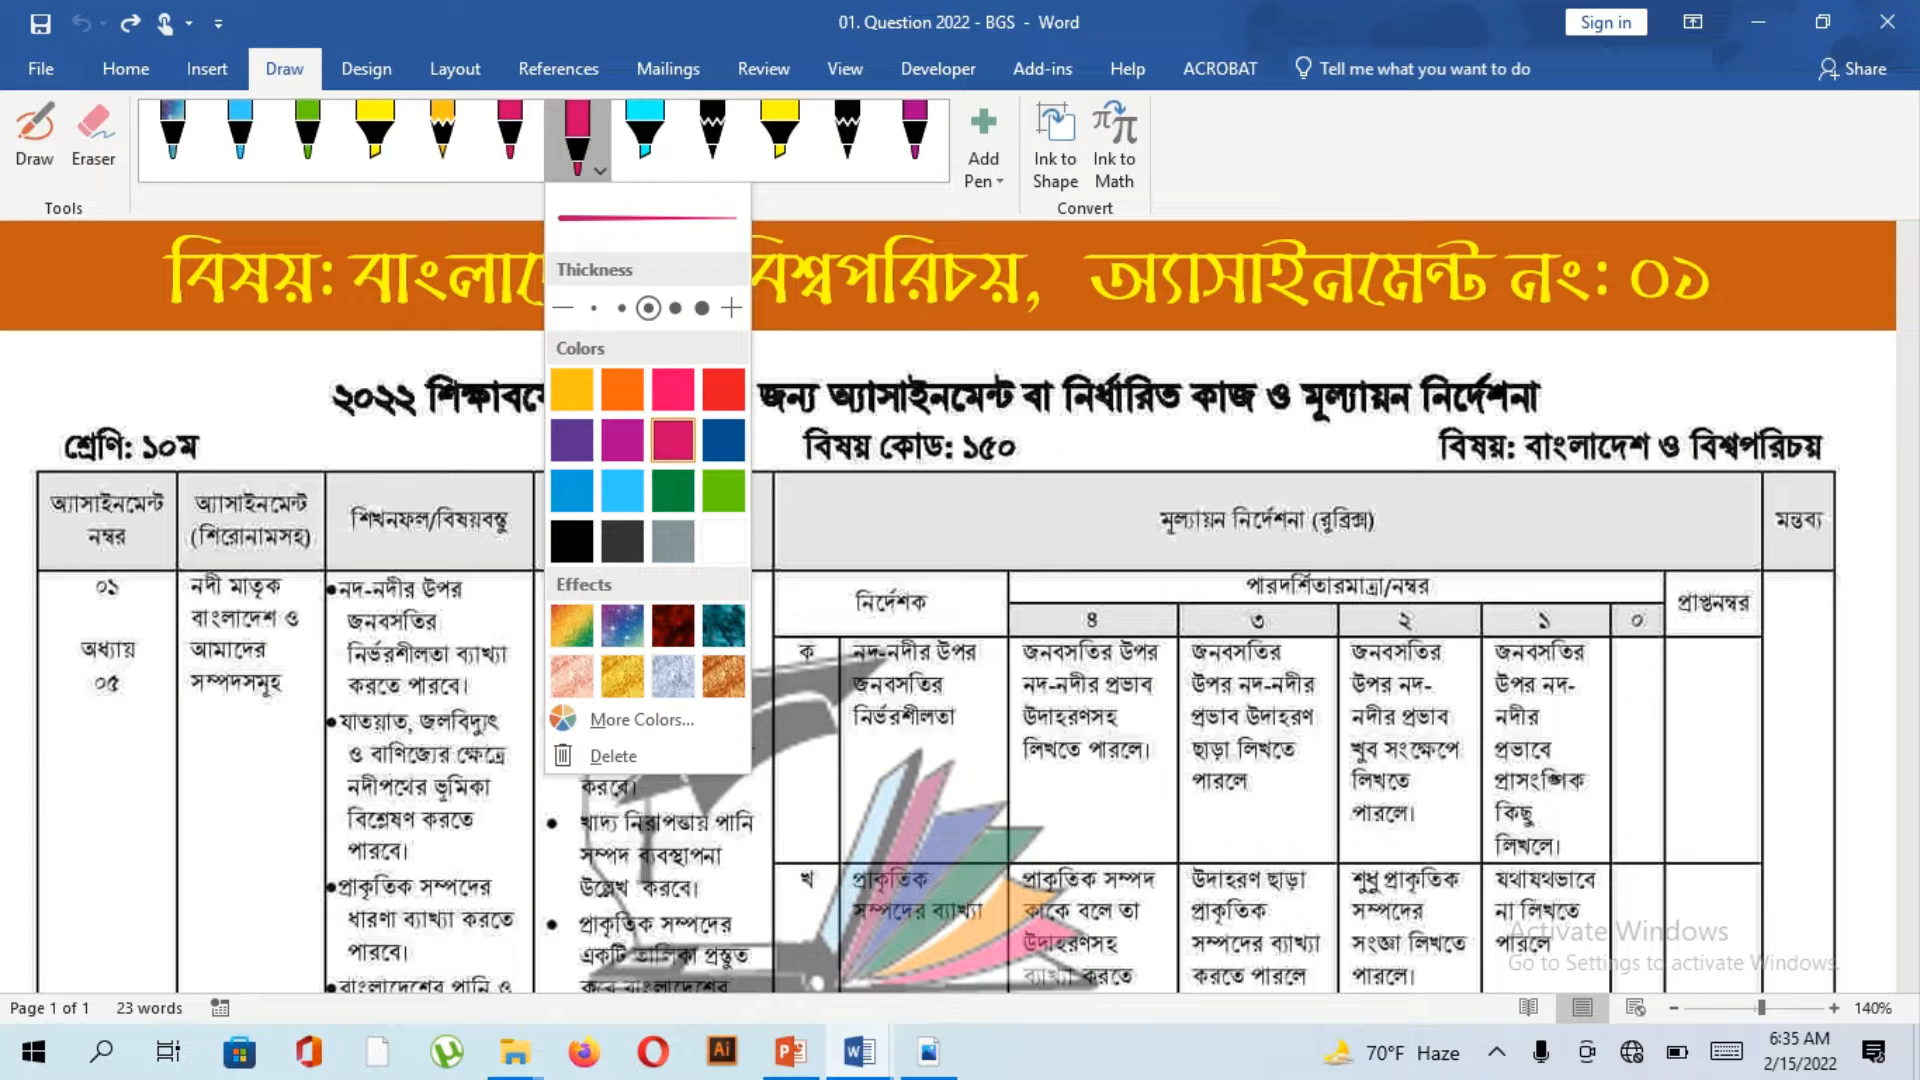 01. Question 2022 - BGS - Word
Sign in
File Home Insert Draw Design Layout References Mailings Review View Developer Add-ins Help ACROBAT Tell me what you want to do Share
Draw
Eraser
Tools
Add
Pen
Ink to
Shape
Ink to
Math
Convert
Thickness
Colors
Effects
More Colors...
Delete
বিষয়: বাংলাদে বিশ্বপরিচয়, অ্যাসাইনমেন্ট নং: ০১
২০২২ শিক্ষাবর্ষে জন্য অ্যাসাইনমেন্ট বা নির্ধারিত কাজ ও মূল্যায়ন নির্দেশনা
শ্রেণি: ১০ম বিষয় কোড: ১৫০ বিষয়: বাংলাদেশ ও বিশ্বপরিচয়
অ্যাসাইনমেন্ট
নম্বর
অ্যাসাইনমেন্ট
(শিরোনামসহ)
শিখনফল/বিষয়বস্তু
মূল্যায়ন নির্দেশনা (রুব্রিক্স)
মন্তব্য
০১
অধ্যায়
০৫
নদী মাতৃক
বাংলাদেশ ও
আমাদের
সম্পদসমূহ
●নদ-নদীর উপর
জনবসতির
নির্ভরশীলতা ব্যাখ্যা
করতে পারবে।
●যাতয়াত, জলবিদ্যুৎ
ও বাণিজ্যের ক্ষেত্রে
নদীপথের ভূমিকা
বিশ্লেষণ করতে
পারবে।
●প্রাকৃতিক সম্পদের
ধারণা ব্যাখ্যা করতে
পারবে।
●বাংলাদেশের পানি ও
করবে।
● খাদ্য নিরাপত্তায় পানি
সম্পদ ব্যবস্থাপনা
উল্লেখ করবে।
● প্রাকৃতিক সম্পদের
একটি তালিকা প্রস্তুত
করে বাংলাদেশের
নির্দেশক
পারদর্শিতারমাত্রা/নম্বর
প্রাপ্তনম্বর
৪ ৩ ২ ১ ০
ক
নদ-নদীর উপর
জনবসতির
নির্ভরশীলতা
জনবসতির উপর
নদ-নদীর প্রভাব
উদাহরণসহ
লিখতে পারলে।
জনবসতির
উপর নদ-নদীর
প্রভাব উদাহরণ
ছাড়া লিখতে
পারলে
জনবসতির
উপর নদ-
নদীর প্রভাব
খুব সংক্ষেপে
লিখতে
পারলে।
জনবসতির
উপর নদ-
নদীর
প্রভাবে
প্রাসংঙ্গিক
কিছু
লিখলে।
খ
প্রাকৃতিক
সম্পদের ব্যাখ্যা
প্রাকৃতিক সম্পদ
কাকে বলে তা
উদাহরণসহ
ব্যাখ্যা করতে
উদাহরণ ছাড়া
প্রাকৃতিক
সম্পদের ব্যাখ্যা
করতে পারলে
শুধু প্রাকৃতিক
সম্পদের
সংজ্ঞা লিখতে
পারলে।
যথাযথভাবে
না লিখতে
পারলে
Activate Windows
Go to Settings to activate Windows.
Page 1 of 1 23 words 140%
70°F Haze
6:35 AM
2/15/2022